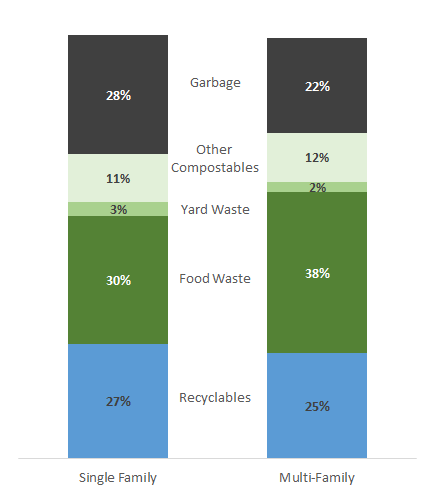 Garbage
28%
22%
Other
Compostables
11%
12%
Yard Waste
3%
2%
Food Waste
30%
38%
Recyclables
27%
25%
Single Family
Multi-Family